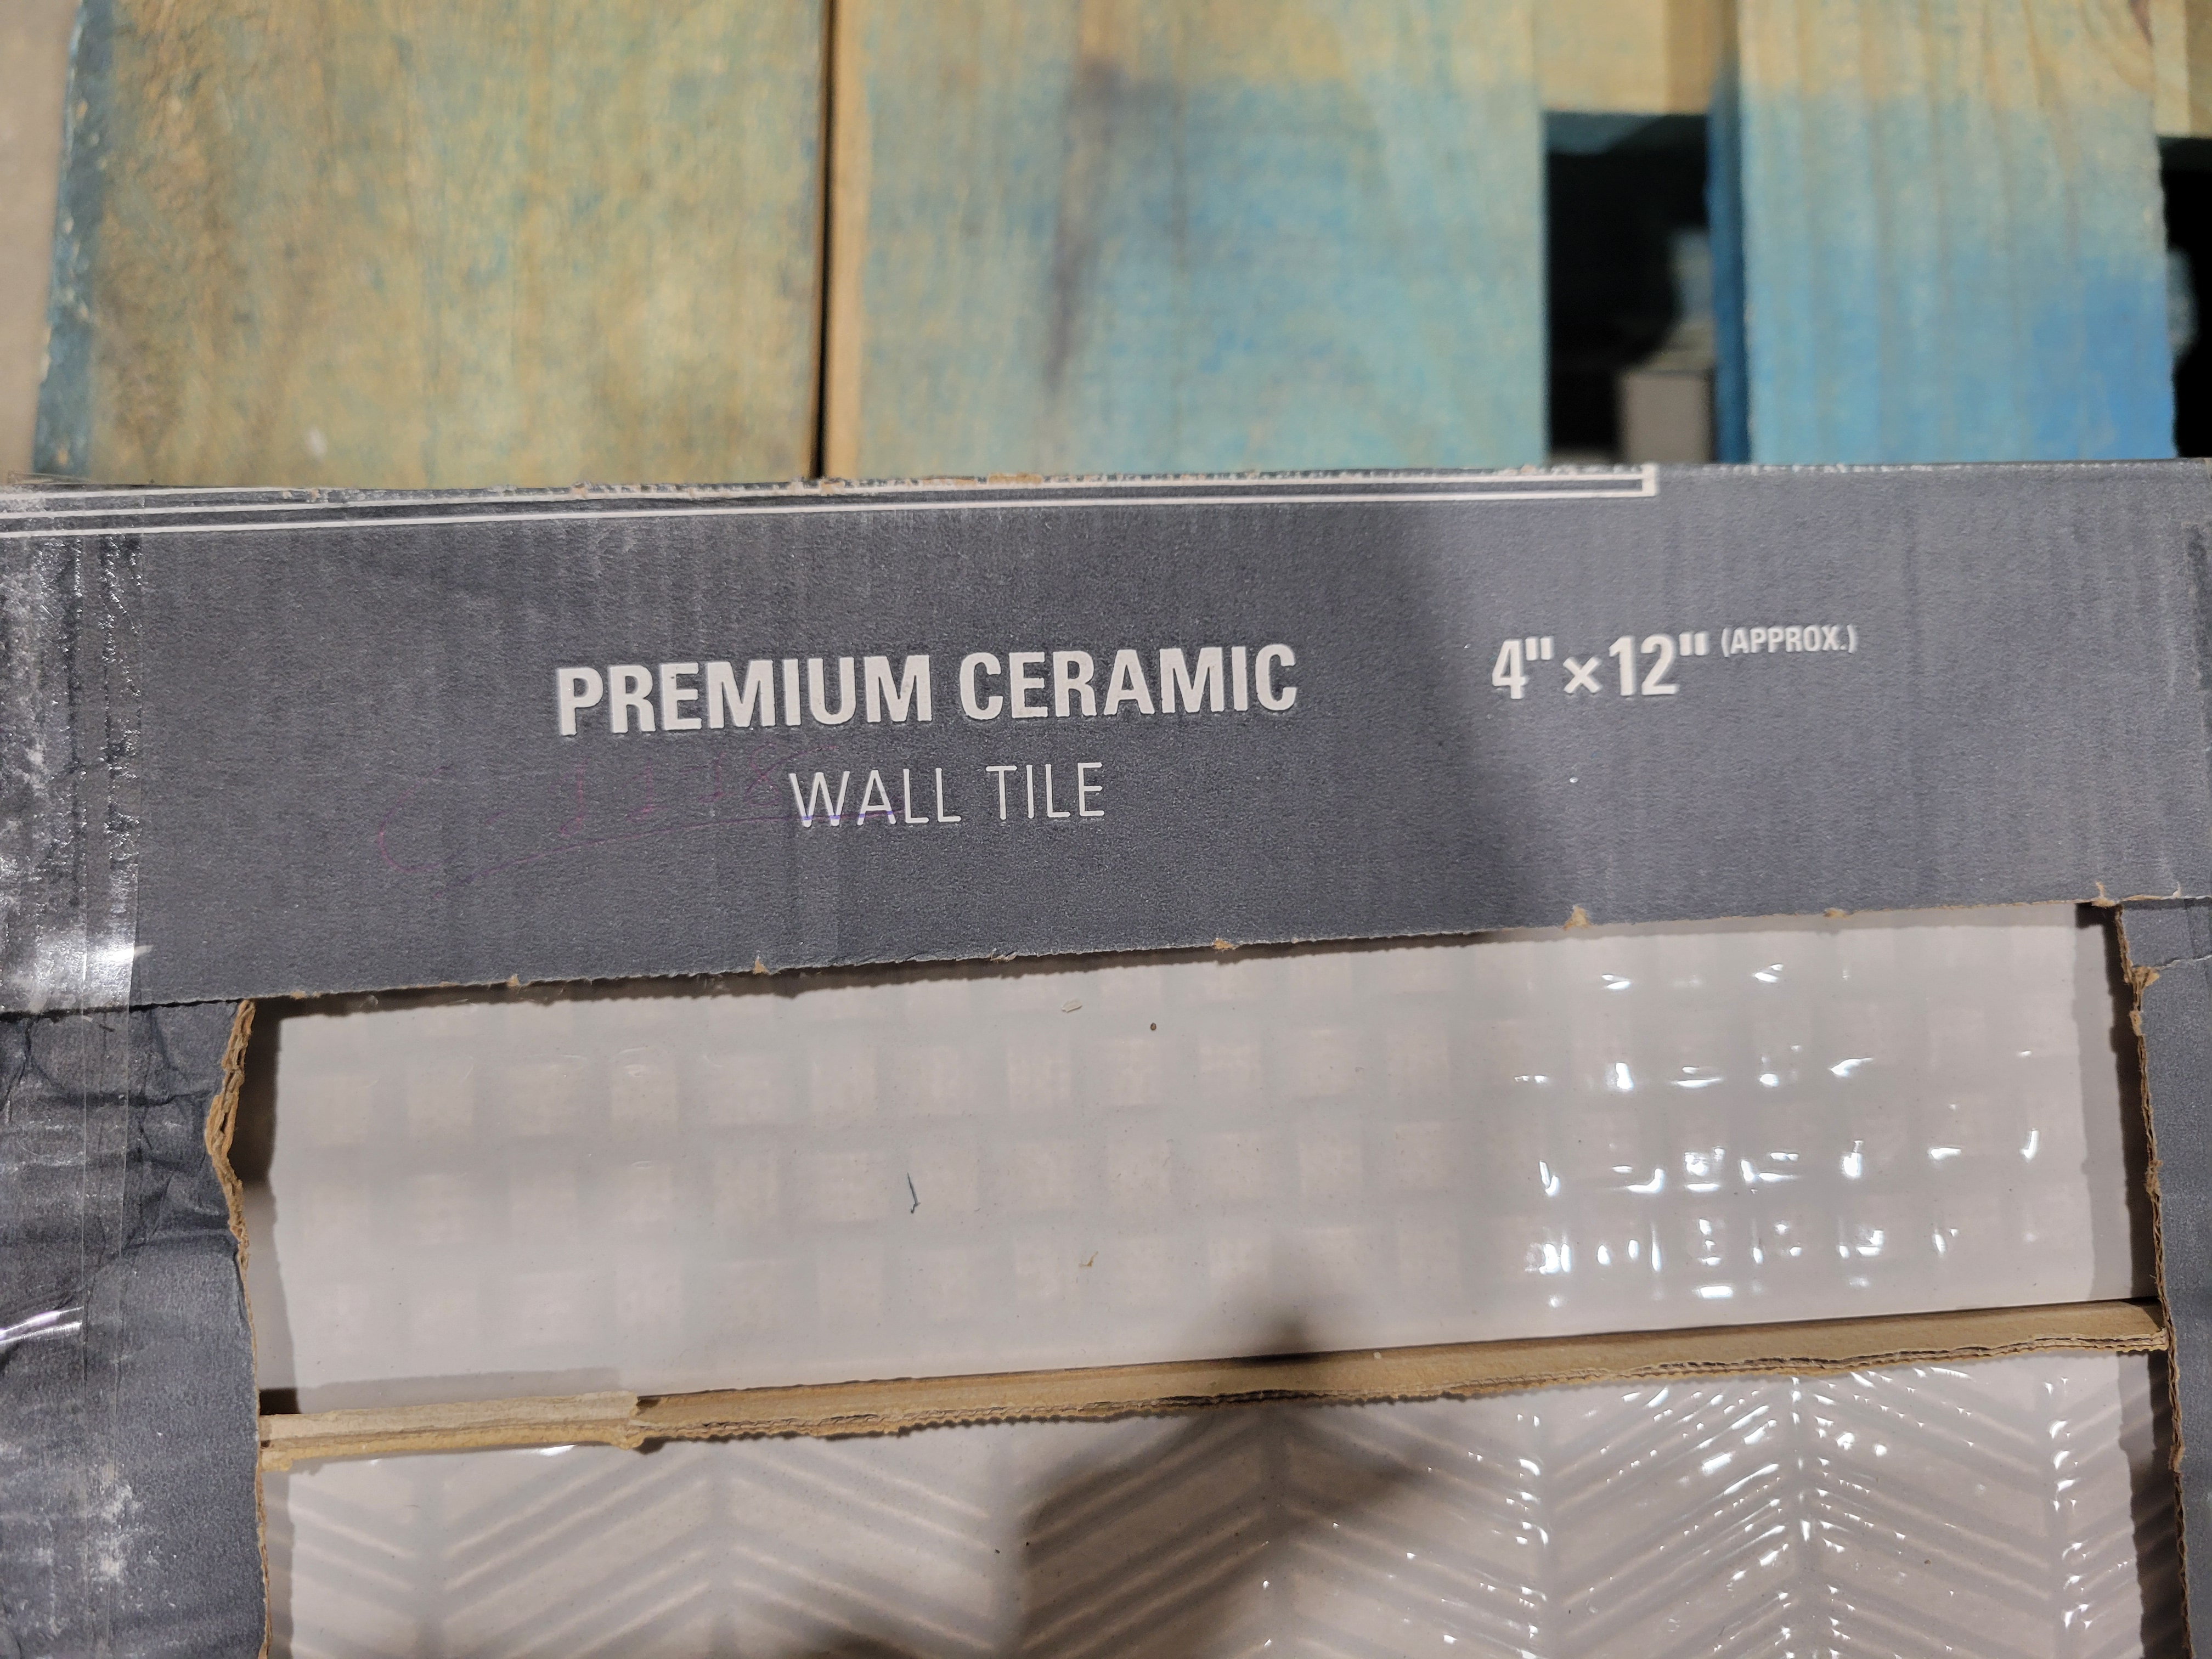 PREMIUM CERAMIC
4"×12" (APPROX.)
WALL TILE